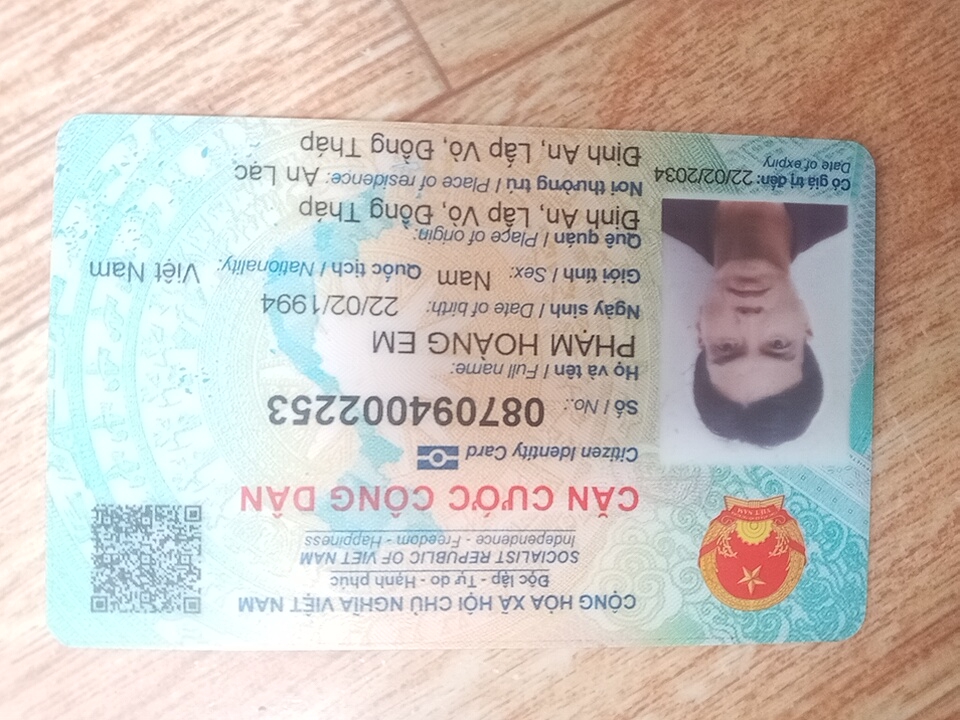 CỘNG HÒA XÃ HỘI CHỦ NGHĨA VIỆT NAM
Độc lập - Tự do - Hạnh phúc
SOCIALIST REPUBLIC OF VIET NAM
Independence - Freedom - Happiness
CĂN CƯỚC CÔNG DÂN
Citizen Identity Card
Số / No.: 087094002253
Họ và tên / Full name:
PHẠM HOÀNG EM
Ngày sinh / Date of birth: 22/02/1994
Giới tính / Sex: Nam Quốc tịch / Nationality: Việt Nam
Quê quán / Place of origin:
Định An, Lấp Vò, Đồng Tháp
Nơi thường trú / Place of residence: An Lạc
Định An, Lấp Vò, Đồng Tháp
Có giá trị đến: 22/02/2034
Date of expiry
VIỆT NAM